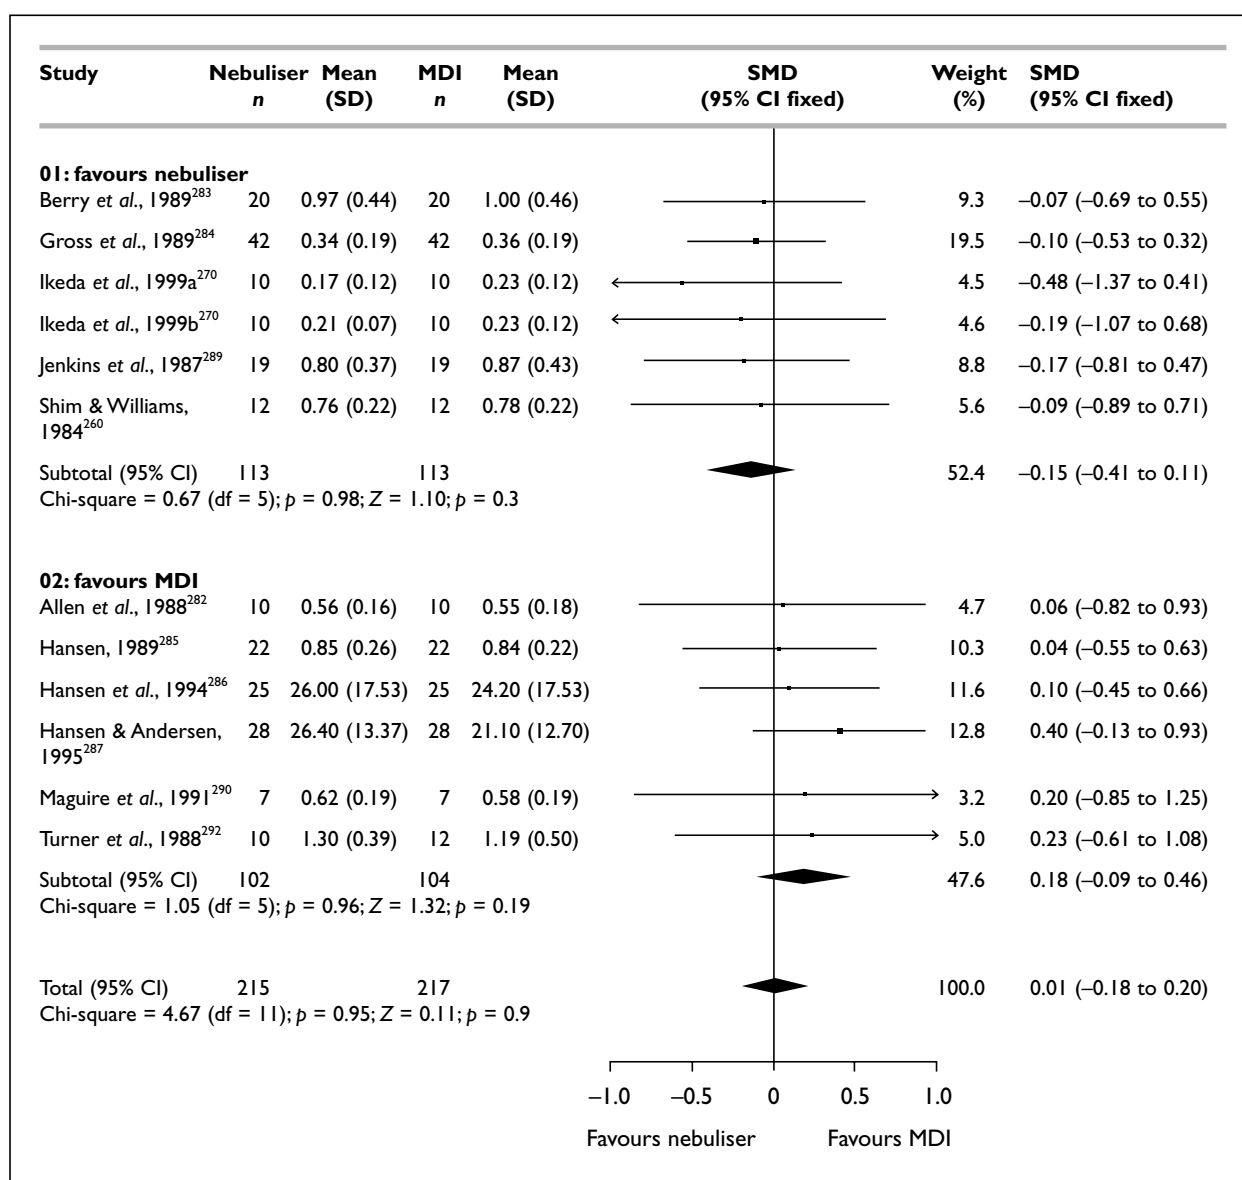 Study Nebuliser Mean MDI Mean SMD Weight SMD
n (SD) n (SD) (95% CI fixed) (%) (95% CI fixed)
01: favours nebuliser
Berry et al., 1989283 20 0.97 (0.44) 20 1.00 (0.46) 9.3 –0.07 (–0.69 to 0.55)
Gross et al., 1989284 42 0.34 (0.19) 42 0.36 (0.19) 19.5 –0.10 (–0.53 to 0.32)
Ikeda et al., 1999a270 10 0.17 (0.12) 10 0.23 (0.12) 4.5 –0.48 (–1.37 to 0.41)
Ikeda et al., 1999b270 10 0.21 (0.07) 10 0.23 (0.12) 4.6 –0.19 (–1.07 to 0.68)
Jenkins et al., 1987289 19 0.80 (0.37) 19 0.87 (0.43) 8.8 –0.17 (–0.81 to 0.47)
Shim & Williams, 12 0.76 (0.22) 12 0.78 (0.22) 5.6 –0.09 (–0.89 to 0.71)
1984260
Subtotal (95% CI) 113 113 52.4 –0.15 (–0.41 to 0.11)
Chi-square = 0.67 (df = 5); p = 0.98; Z = 1.10; p = 0.3
02: favours MDI
Allen et al., 1988282 10 0.56 (0.16) 10 0.55 (0.18) 4.7 0.06 (–0.82 to 0.93)
Hansen, 1989285 22 0.85 (0.26) 22 0.84 (0.22) 10.3 0.04 (–0.55 to 0.63)
Hansen et al., 1994286 25 26.00 (17.53) 25 24.20 (17.53) 11.6 0.10 (–0.45 to 0.66)
Hansen & Andersen, 28 26.40 (13.37) 28 21.10 (12.70) 12.8 0.40 (–0.13 to 0.93)
1995287
Maguire et al., 1991290 7 0.62 (0.19) 7 0.58 (0.19) 3.2 0.20 (–0.85 to 1.25)
Turner et al., 1988292 10 1.30 (0.39) 12 1.19 (0.50) 5.0 0.23 (–0.61 to 1.08)
Subtotal (95% CI) 102 104 47.6 0.18 (–0.09 to 0.46)
Chi-square = 1.05 (df = 5); p = 0.96; Z = 1.32; p = 0.19
Total (95% CI) 215 217 100.0 0.01 (–0.18 to 0.20)
Chi-square = 4.67 (df = 11); p = 0.95; Z = 0.11; p = 0.9
–1.0 –0.5 0 0.5 1.0
Favours nebuliser Favours MDI